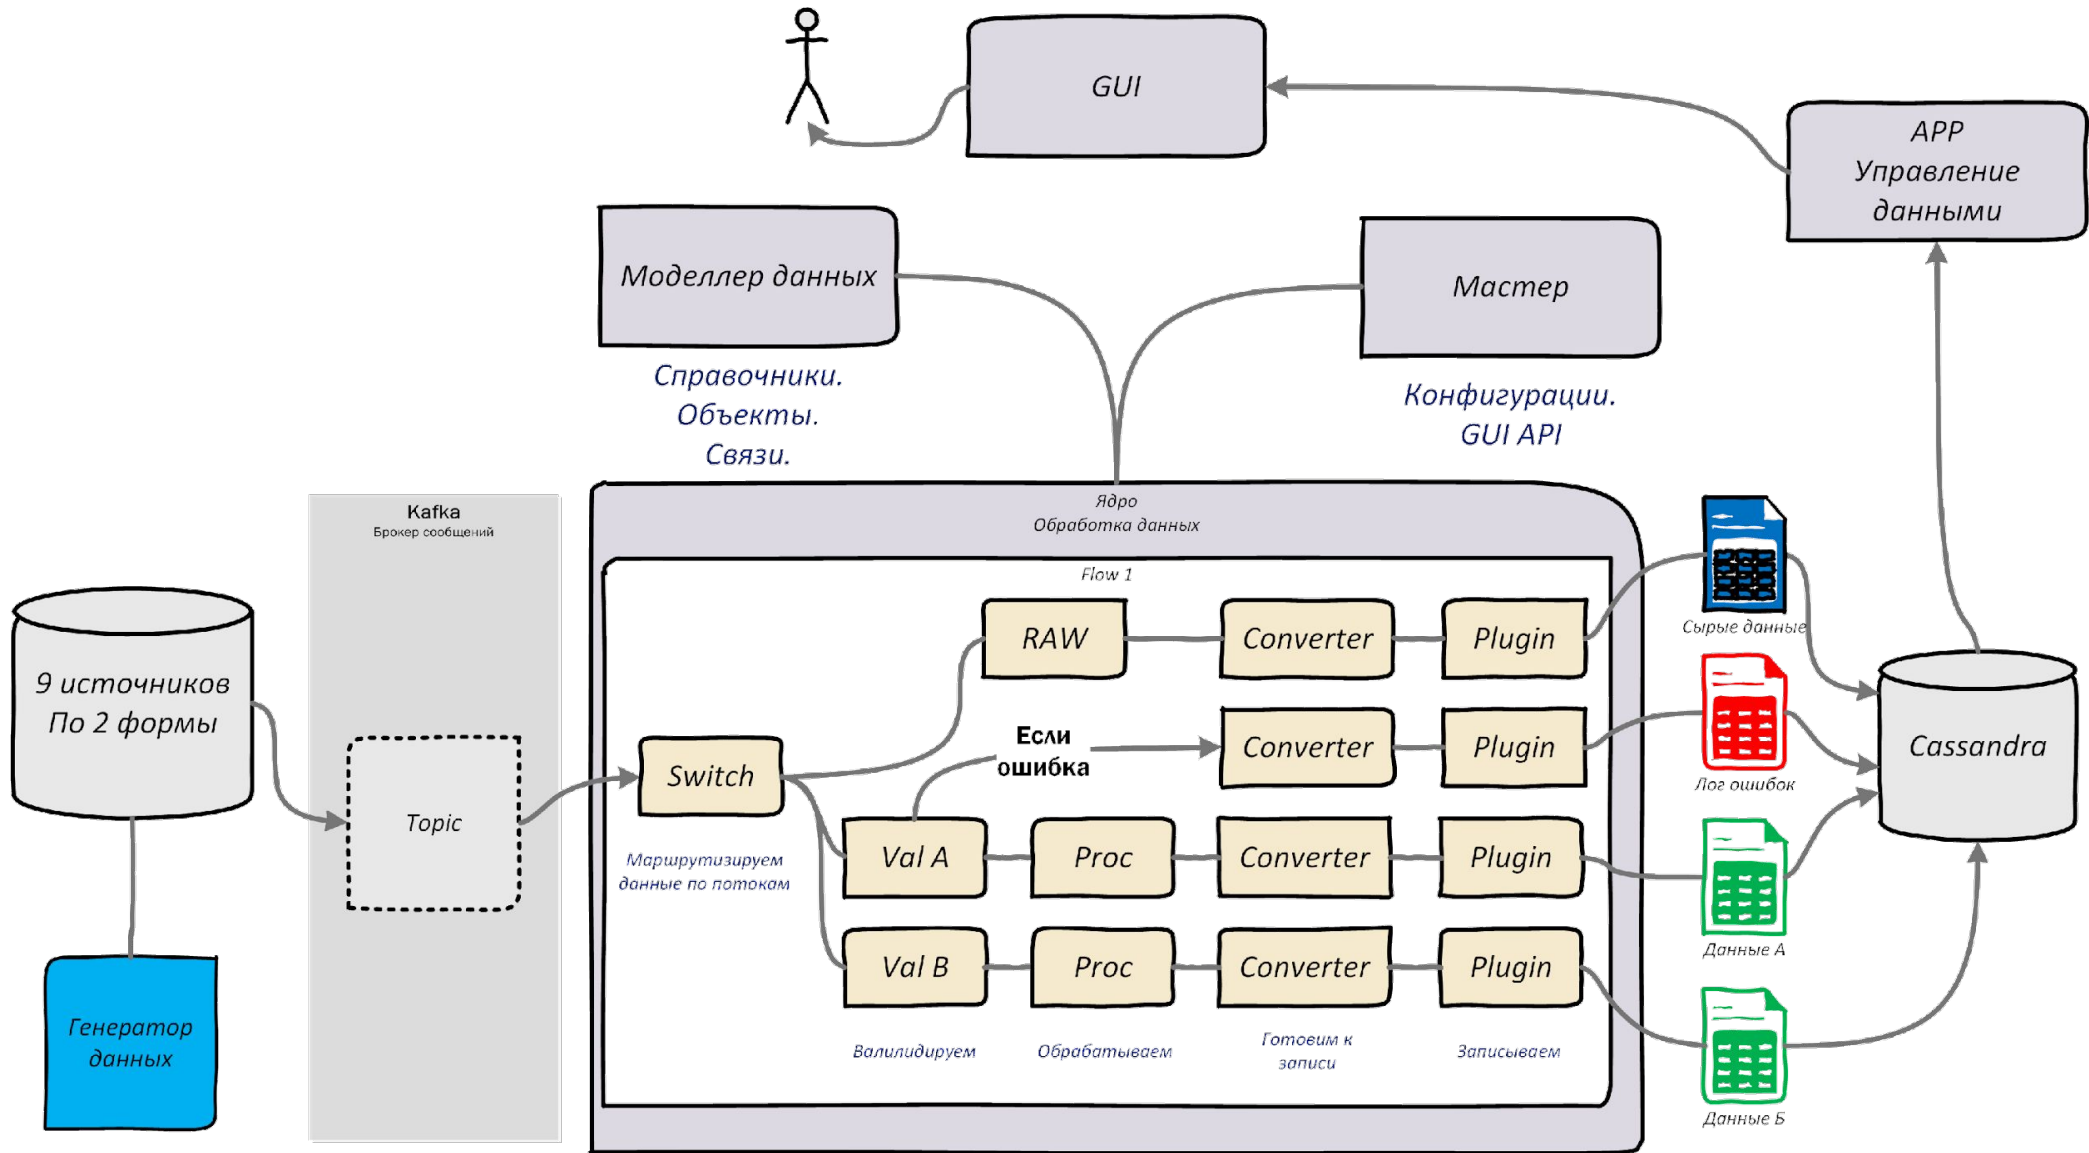 GUI
APP
Управление
данными
Моделлер данных
Мастер
Справочники.
Объекты.
Связи.
Конфигурации.
GUI API
Kafka
Брокер сообщений
Ядро
Обработка данных
Flow 1
9 источников
По 2 формы
Topic
Генератор
данных
Switch
Маршрутизируем
данные по потокам
RAW
Converter
Plugin
Если
ошибка
Converter
Plugin
Val A
Proc
Converter
Plugin
Val B
Proc
Converter
Plugin
Валилидируем
Обрабатываем
Готовим к
записи
Записываем
Сырые данные
Лог ошибок
Данные А
Данные Б
Cassandra